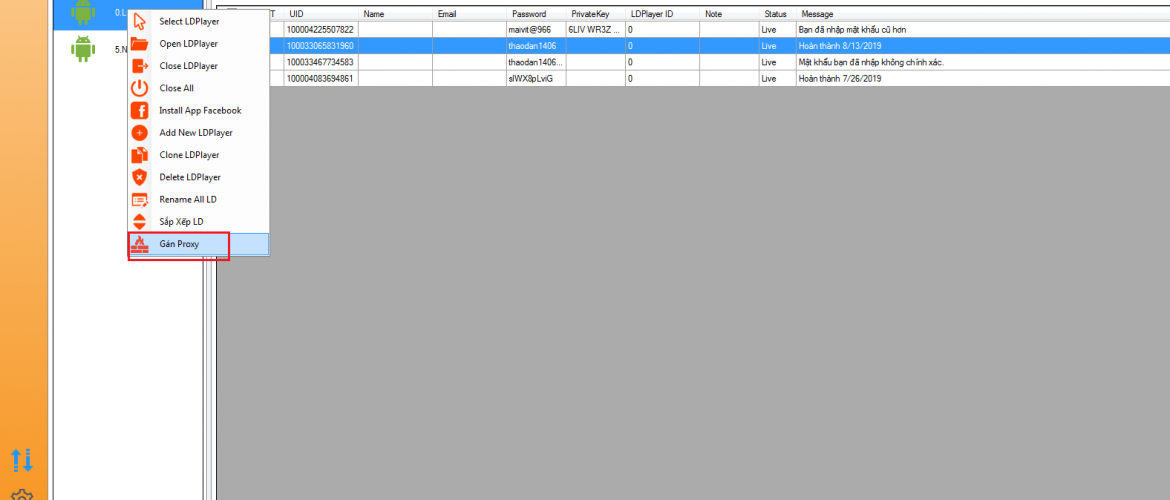 0.L
5.N
Select LDPlayer
Open LDPlayer
Close LDPlayer
Close All
Install App Facebook
Add New LDPlayer
Clone LDPlayer
Delete LDPlayer
Rename All LD
Sắp Xếp LD
Gán Proxy
T UID Name Email Password PrivateKey LDPlayer ID Note Status Message
100004225507822 maivit@966 6LIV WR3Z ... 0 Live Bạn đã nhập mật khẩu cũ hơn
100033065831960 thaodan1406 0 Live Hoàn thành 8/13/2019
100033467734583 thaodan1406... 0 Live Mật khẩu bạn đã nhập không chính xác.
100004083694861 slWX8pLviG 0 Live Hoàn thành 7/26/2019